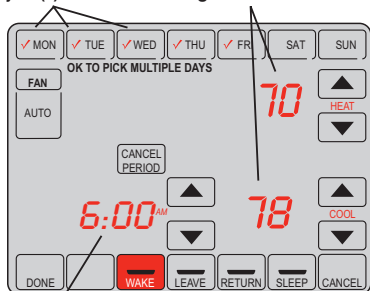 MON TUE WED THU FR SAT SUN
OK TO PICK MULTIPLE DAYS
FAN
AUTO
70
HEAT
CANCEL
PERIOD
6:00 AM
78
COOL
DONE WAKE LEAVE RETURN SLEEP CANCEL